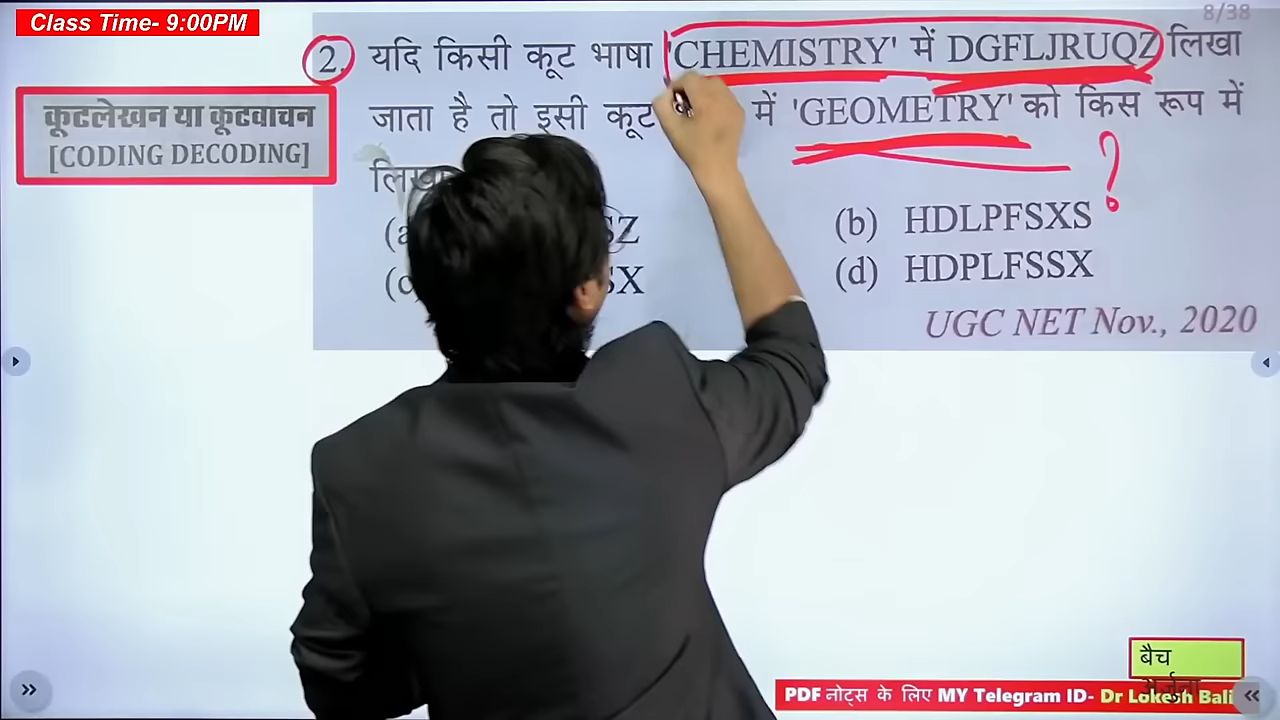 Class Time- 9:00PM
8/38
2. यदि किसी कूट भाषा 'CHEMISTRY' में DGFLJRUQZ लिखा
कूटलेखन या कूटवाचन
[CODING DECODING]
जाता है तो इसी कूट में 'GEOMETRY' को किस रूप में
?
(b) HDLPFSXS
(d) HDPLFSSX
UGC NET Nov., 2020
बैच
PDF नोट्स के लिए MY Telegram ID- Dr Lokesh Bali